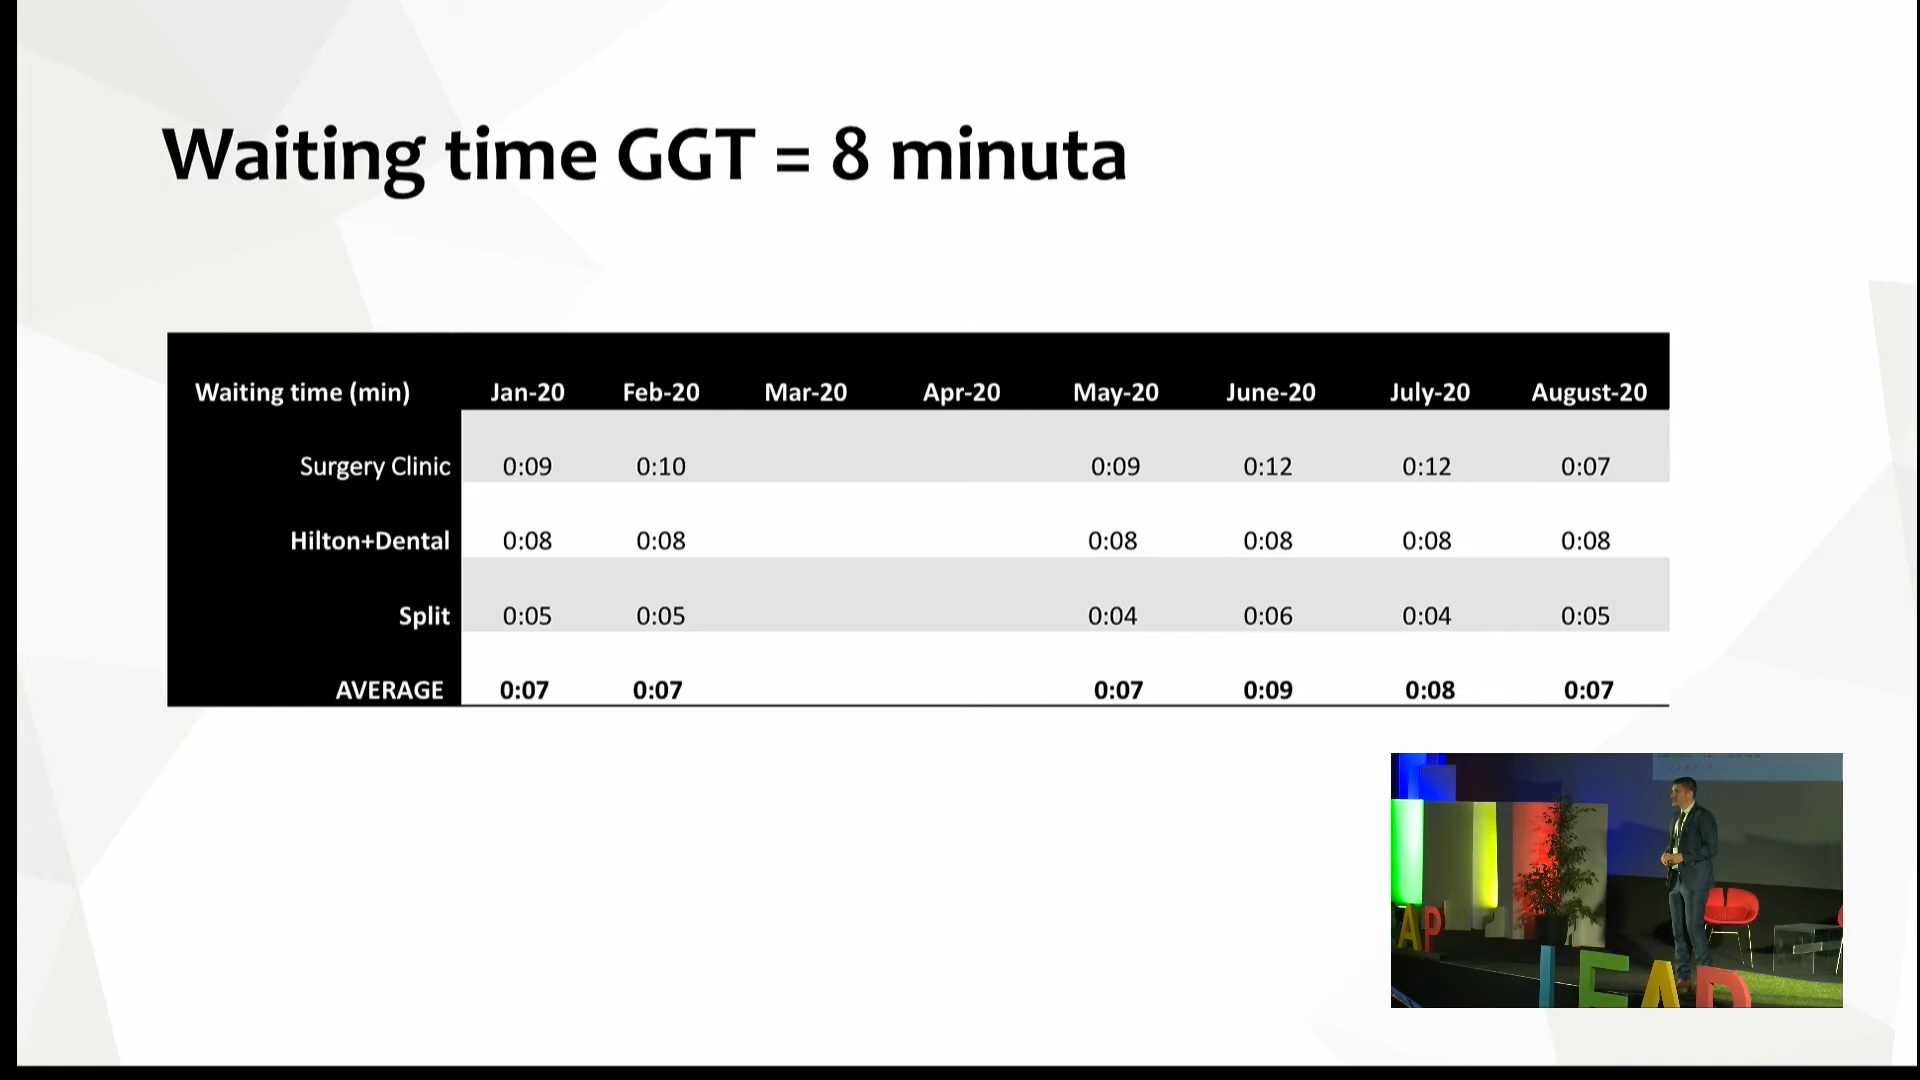 Waiting time GGT = 8 minuta
Waiting time (min) Jan-20 Feb-20 Mar-20 Apr-20 May-20 June-20 July-20 August-20
Surgery Clinic 0:09 0:10 0:09 0:12 0:12 0:07
Hilton+Dental 0:08 0:08 0:08 0:08 0:08 0:08
Split 0:05 0:05 0:04 0:06 0:04 0:05
AVERAGE 0:07 0:07 0:07 0:09 0:08 0:07
AP
LEAD